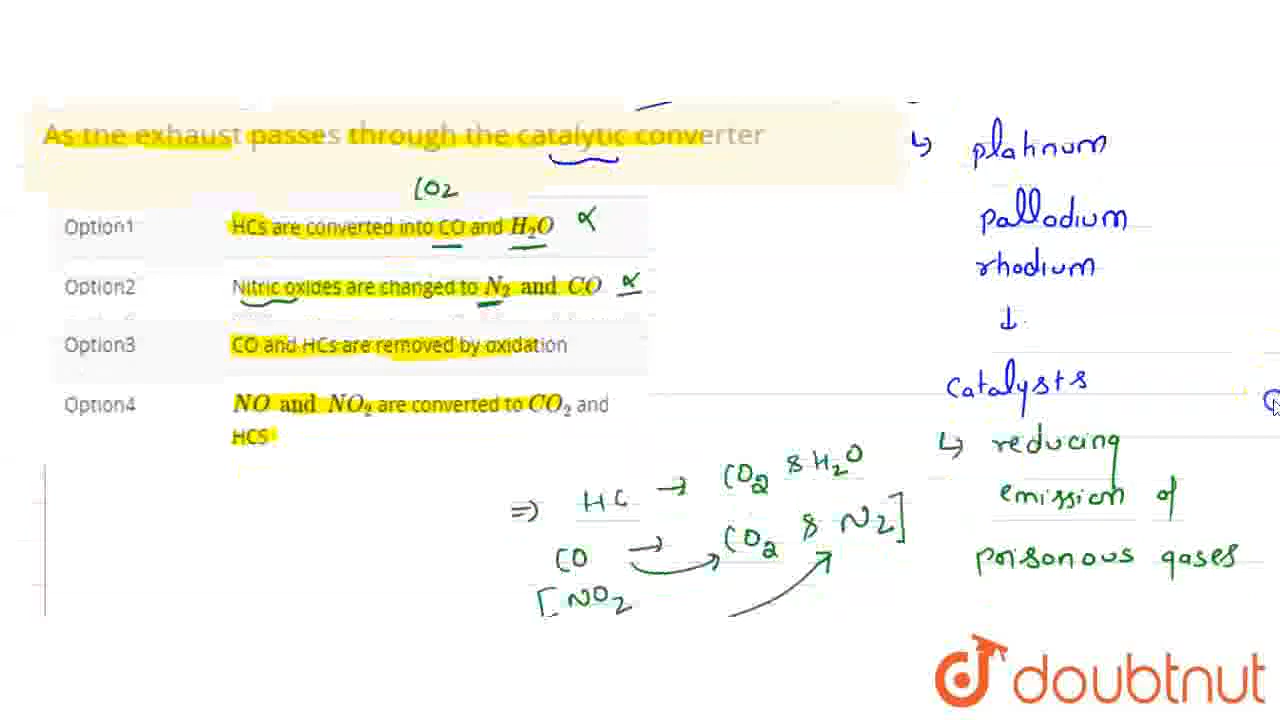 As the exhaust passes through the catalytic converter
CO2
Option1 HCs are converted into CO and H₂O
Option2 Nitric oxides are changed to N₂ and CO
Option3 CO and HCs are removed by oxidation
Option4 NO and NO₂ are converted to CO₂ and
HCS
↳ platinum
palladium
rhodium
↓
Catalysts
↳ reducing
emission of
poisonous gases
⇒ HC → CO2 & H2O
CO → CO2 & N2]
[NO2
doubtnut